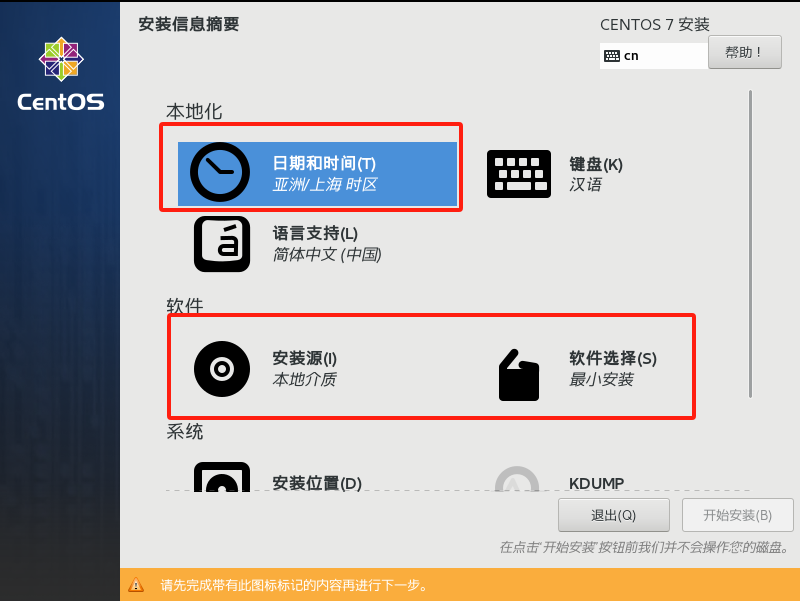 安装信息摘要
CENTOS 7 安装
cn
帮助！
CentOS
本地化
日期和时间(T)
亚洲/上海 时区
键盘(K)
汉语
语言支持(L)
简体中文 (中国)
软件
安装源(I)
本地介质
软件选择(S)
最小安装
系统
安装位置(D)
KDUMP
退出(Q)
开始安装(B)
在点击'开始安装'按钮前我们并不会操作您的磁盘。
请先完成带有此图标标记的内容再进行下一步。